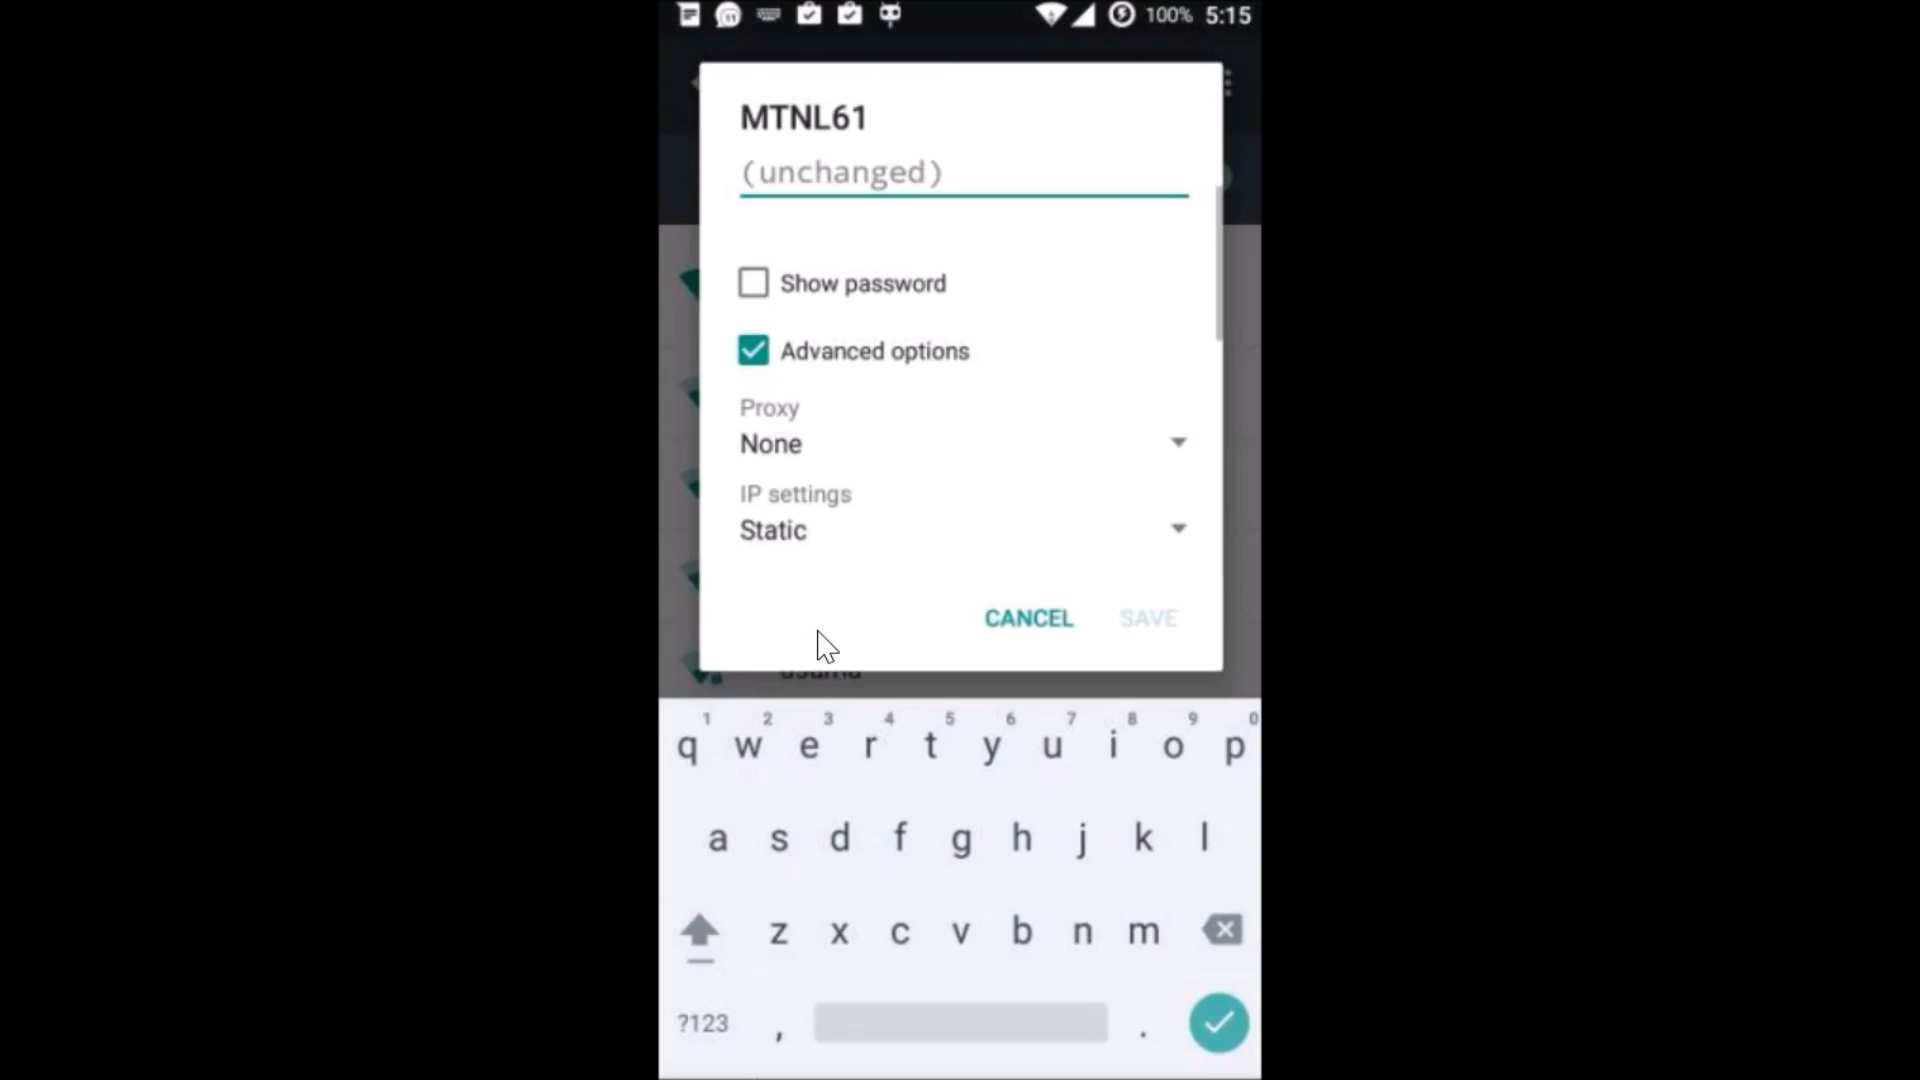 100% 5:15
MTNL61
(unchanged)
Show password
Advanced options
Proxy
None
IP settings
Static
CANCEL SAVE
1 2 3 4 5 6 7 8 9 0
q w e r t y u i o p
a s d f g h j k l
z x c v b n m
?123 , .